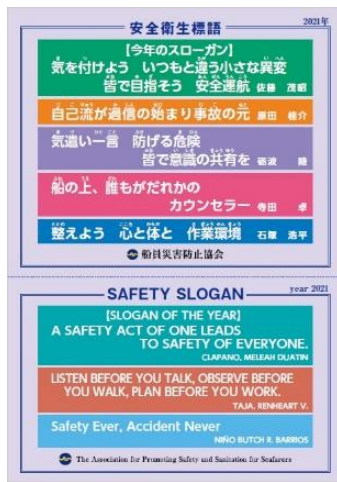 安全衛生標語
2021年
【今年のスローガン】
気を付けよう いつもと違う小さな異変
皆で目指そう 安全運航 佐藤 茂昭
自己流が過信の始まり事故の元 原田 桂介
気遣い一言 防げる危険
皆で意識の共有を 砺波 隆
船の上、誰もがだれかの
カウンセラー 寺田 卓
整えよう 心と体と 作業環境 石塚 浩平
船員災害防止協会
SAFETY SLOGAN
year 2021
[SLOGAN OF THE YEAR]
A SAFETY ACT OF ONE LEADS
TO SAFETY OF EVERYONE.
CLAPANO, MELEAH DIJATIN
LISTEN BEFORE YOU TALK, OBSERVE BEFORE
YOU WALK, PLAN BEFORE YOU WORK.
TAJA, RENHEART V.
Safety Ever, Accident Never
NIÑO BUTCH R. BARRIOS
The Association for Promoting Safety and Sanitation for Seafarers